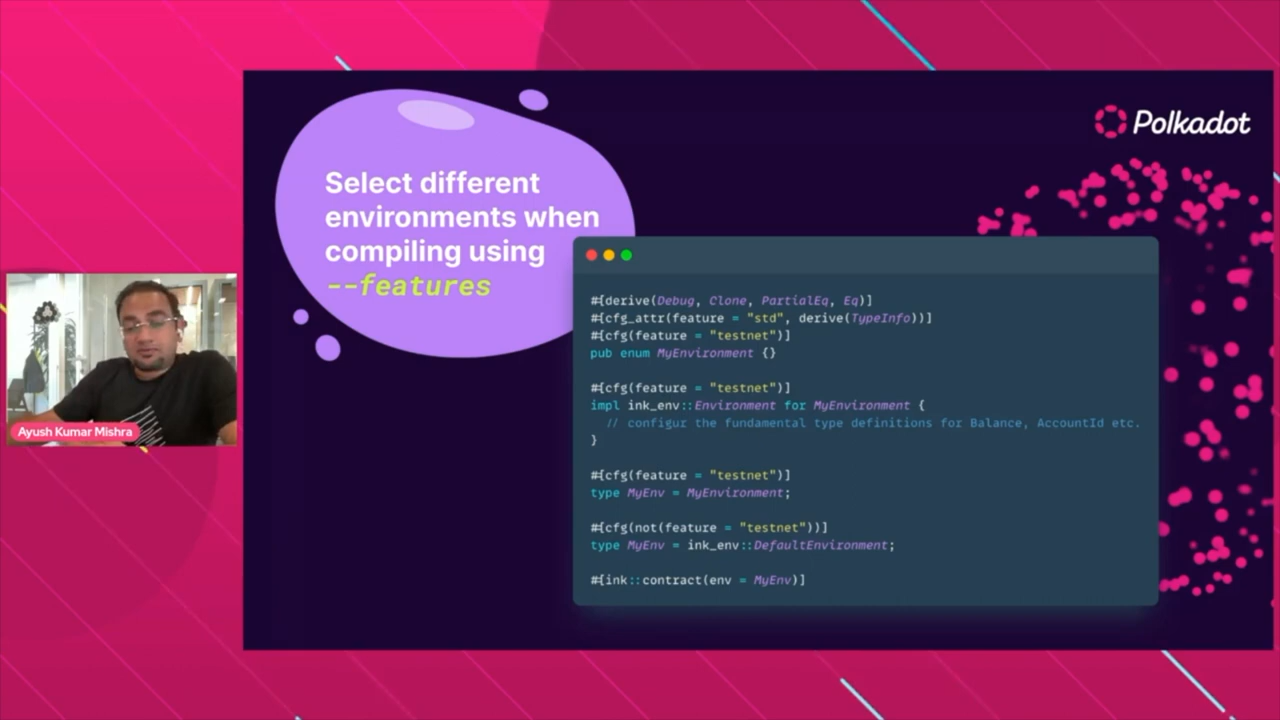 Polkadot
Select different
environments when
compiling using
--features
#[derive(Debug, Clone, PartialEq, Eq)]
#[cfg_attr(feature = "std", derive(TypeInfo))]
#[cfg(feature = "testnet")]
pub enum MyEnvironment {}
#[cfg(feature = "testnet")]
impl ink_env::Environment for MyEnvironment {
// configur the fundamental type definitions for Balance, AccountId etc.
}
#[cfg(feature = "testnet")]
type MyEnv = MyEnvironment;
#[cfg(not(feature = "testnet"))]
type MyEnv = ink_env::DefaultEnvironment;
#[ink::contract(env = MyEnv)]
Ayush Kumar Mishra